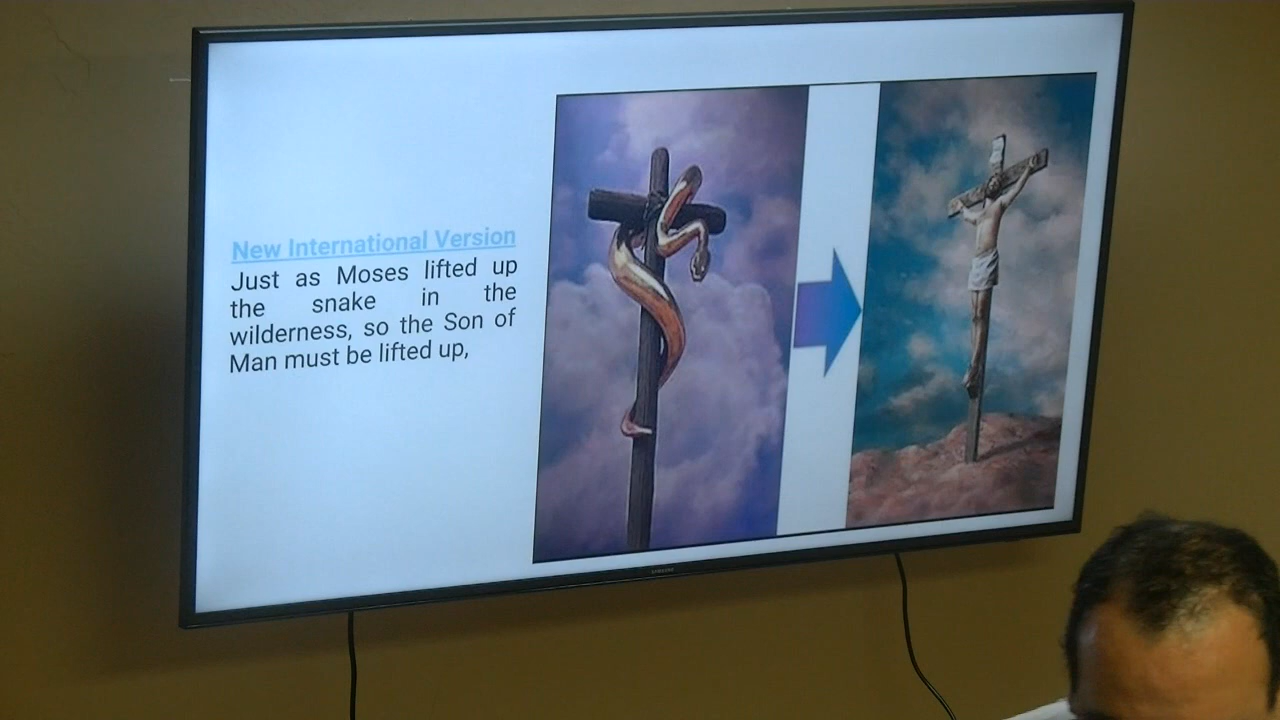 New International Version
Just as Moses lifted up
the snake in the
wilderness, so the Son of
Man must be lifted up,
SAMSUNG